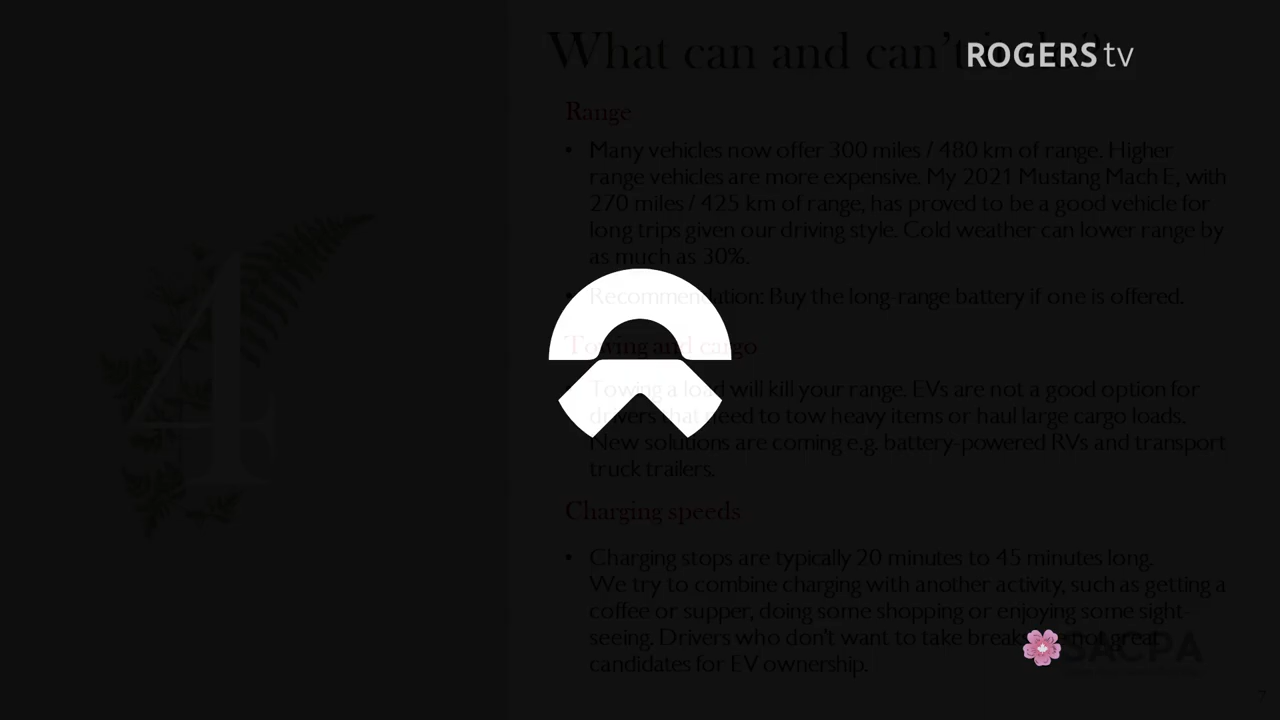 What can and can't
ROGERS tv
Range
• Many vehicles now offer 300 miles / 480 km of range. Higher
range vehicles are more expensive. My 2021 Mustang Mach E, with
270 miles / 425 km of range, has proved to be a good vehicle for
long trips given our driving style. Cold weather can lower range by
as much as 30%.
• Recommendation: Buy the long-range battery if one is offered.
Towing and cargo
Towing a load will kill your range. EVs are not a good option for
drivers that need to tow heavy items or haul large cargo loads.
New solutions are coming e.g. battery-powered RVs and transport
truck trailers.
Charging speeds
• Charging stops are typically 20 minutes to 45 minutes long.
We try to combine charging with another activity, such as getting a
coffee or supper, doing some shopping or enjoying some sight-
seeing. Drivers who don't want to take breaks not great
candidates for EV ownership.
4
SACPA
7